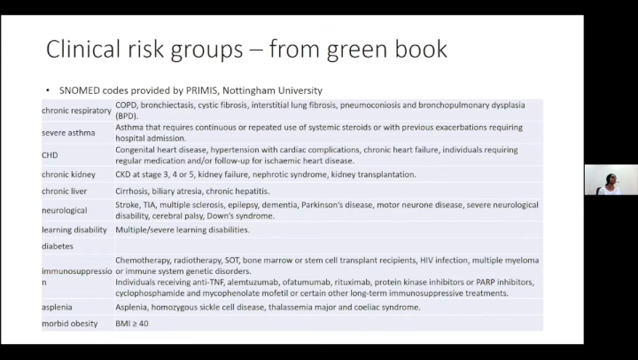 Clinical risk groups – from green book
• SNOMED codes provided by PRIMIS, Nottingham University
chronic respiratory COPD, bronchiectasis, cystic fibrosis, interstitial lung fibrosis, pneumoconiosis and bronchopulmonary dysplasia
(BPD).
severe asthma Asthma that requires continuous or repeated use of systemic steroids or with previous exacerbations requiring
hospital admission.
CHD Congenital heart disease, hypertension with cardiac complications, chronic heart failure, individuals requiring
regular medication and/or follow-up for ischaemic heart disease.
chronic kidney CKD at stage 3, 4 or 5, kidney failure, nephrotic syndrome, kidney transplantation.
chronic liver Cirrhosis, biliary atresia, chronic hepatitis.
neurological Stroke, TIA, multiple sclerosis, epilepsy, dementia, Parkinson's disease, motor neurone disease, severe neurological
disability, cerebral palsy, Down's syndrome.
learning disability Multiple/severe learning disabilities.
diabetes
Chemotherapy, radiotherapy, SOT, bone marrow or stem cell transplant recipients, HIV infection, multiple myeloma
immunosuppressio or immune system genetic disorders.
n Individuals receiving anti-TNF, alemtuzumab, ofatumumab, rituximab, protein kinase inhibitors or PARP inhibitors,
cyclophosphamide and mycophenolate mofetil or certain other long-term immunosuppressive treatments.
asplenia Asplenia, homozygous sickle cell disease, thalassemia major and coeliac syndrome.
morbid obesity BMI ≥ 40